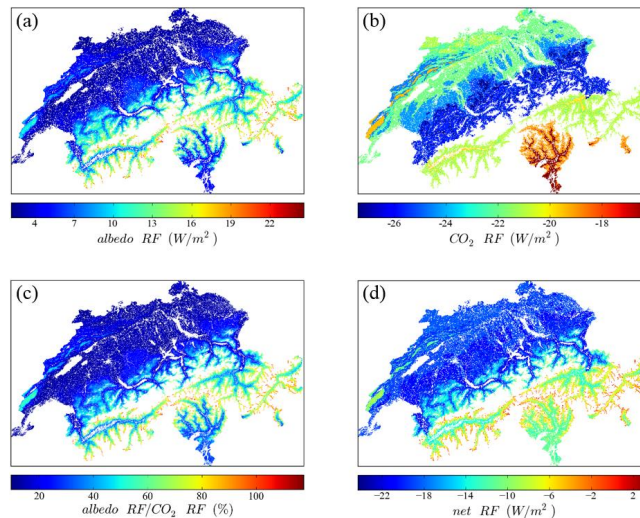 (a)
(b)
4 7 10 13 16 19 22
albedo RF (W/m²)
-26 -24 -22 -20 -18
CO₂ RF (W/m²)
(c)
(d)
20 40 60 80 100
albedo RF/CO₂ RF (%)
-22 -18 -14 -10 -6 -2 2
net RF (W/m²)